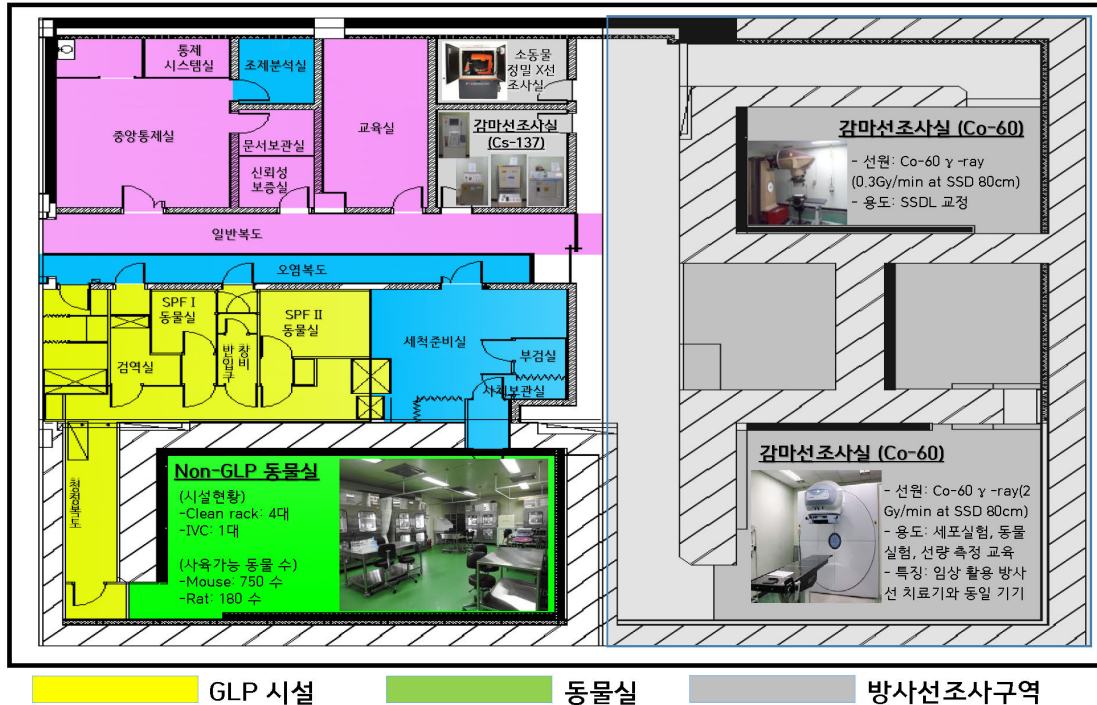 통제
시스템실
조제분석실
중앙통제실
문서보관실
신뢰성
보증실
교육실
소동물
정밀 X선
조사실
감마선조사실
(Cs-137)
일반복도
오염복도
SPF I
동물실
SPF II
동물실
검역실
장비
반입구
세척준비실
부검실
사체보관실
청정복도
Non-GLP 동물실
(시설현황)
-Clean rack: 4대
-IVC: 1대
(사육가능 동물 수)
-Mouse: 750 수
-Rat: 180 수
감마선조사실 (Co-60)
- 선원: Co-60 γ -ray
(0.3Gy/min at SSD 80cm)
- 용도: SSDL 교정
감마선조사실 (Co-60)
- 선원: Co-60 γ -ray(2
Gy/min at SSD 80cm)
- 용도: 세포실험, 동물
실험, 선량 측정 교육
- 특징: 임상 활용 방사
선 치료기와 동일 기기
GLP 시설
동물실
방사선조사구역